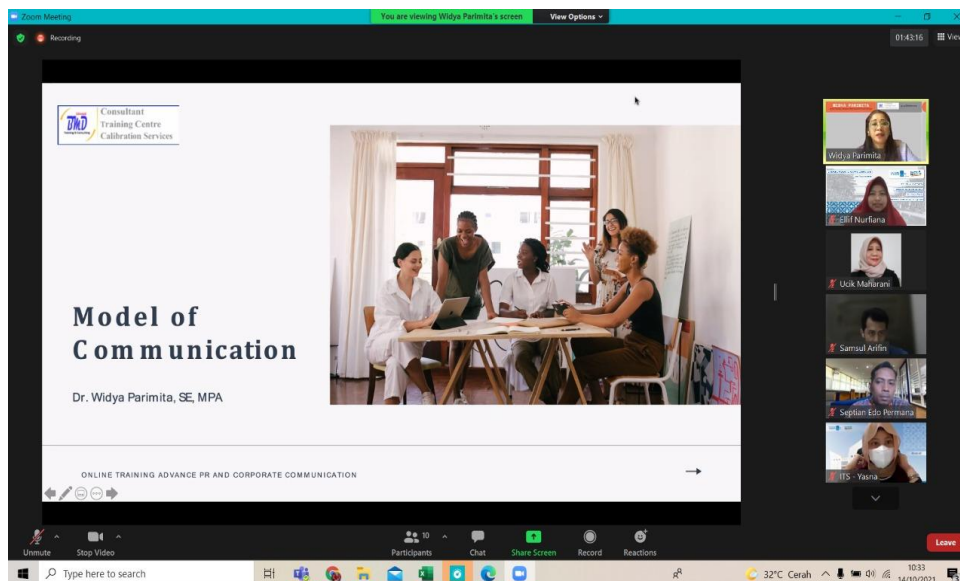 Zoom Meeting
You are viewing Widya Parimita's screen
View Options
Recording
01:43:16
View
BMD
Consultant
Training Centre
Calibration Services
Model of
Communication
Dr. Widya Parimita, SE, MPA
ONLINE TRAINING ADVANCE PR AND CORPORATE COMMUNICATION
WIDYA PARIMITA
Widya Parimita
Ellif Nurfiana
Ucik Maharani
Samsul Arifin
Septian Edo Permana
ITS - Yasna
Unmute
Stop Video
Participants
10
Chat
Share Screen
Record
Reactions
Leave
Type here to search
32°C Cerah
10:33
14/10/2021